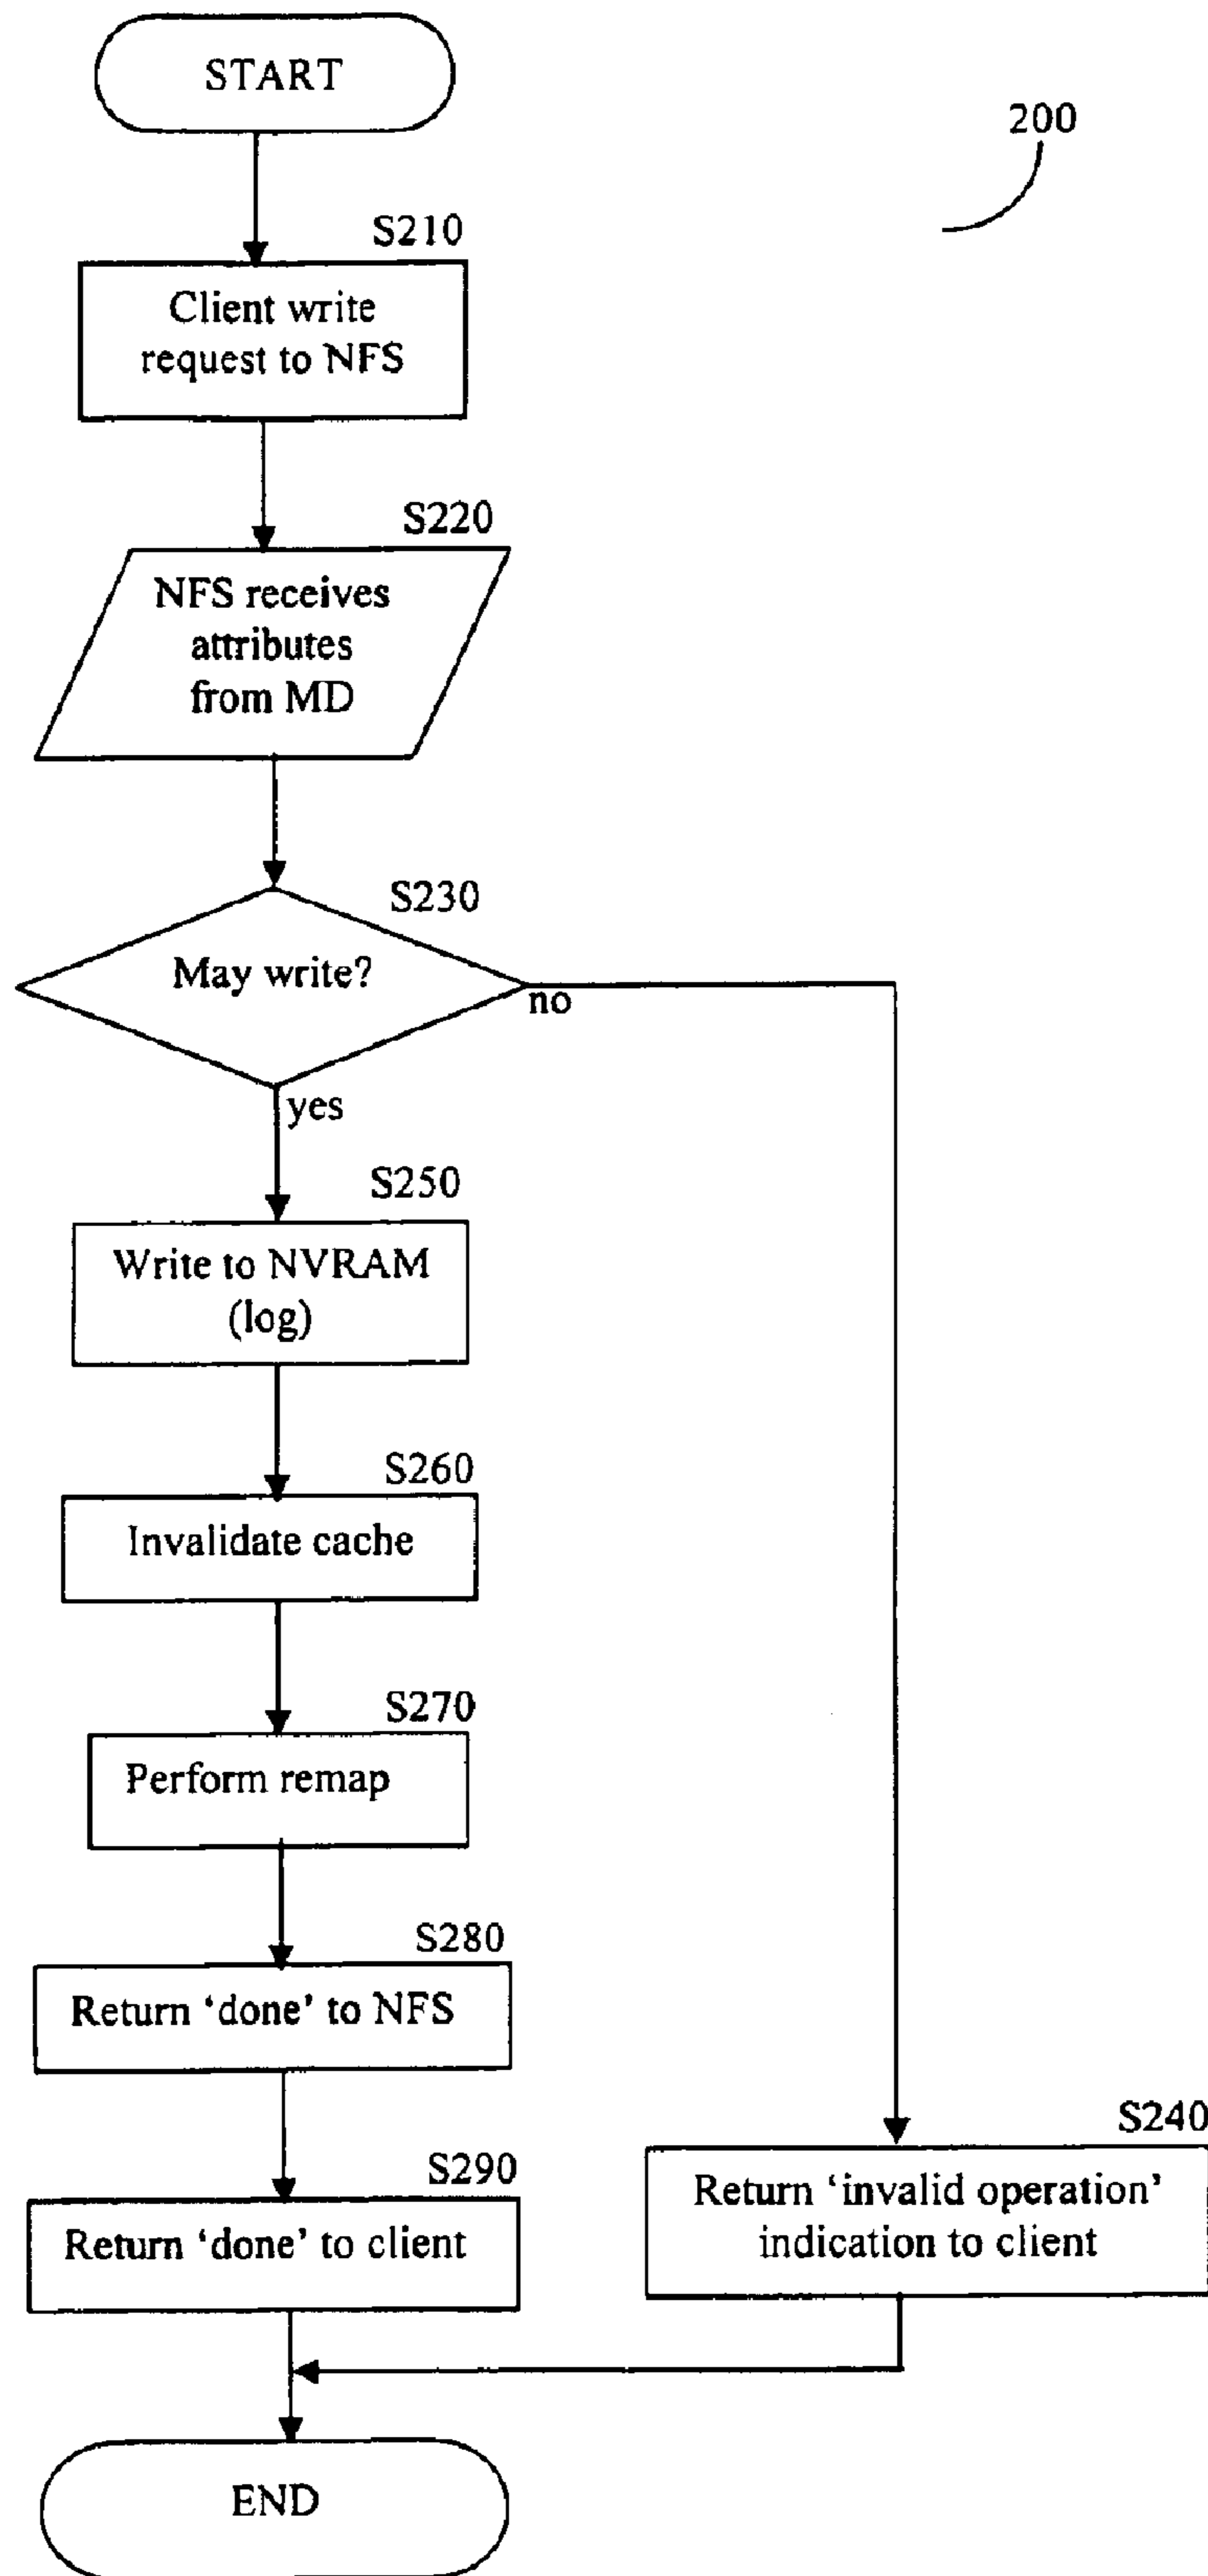 START
200
S210
Client write
request to NFS
S220
NFS receives
attributes
from MD
S230
May write?
no
yes
S250
Write to NVRAM
(log)
S260
Invalidate cache
S270
Perform remap
S280
Return ‘done’ to NFS
S290
Return ‘done’ to client
S240
Return ‘invalid operation’
indication to client
END